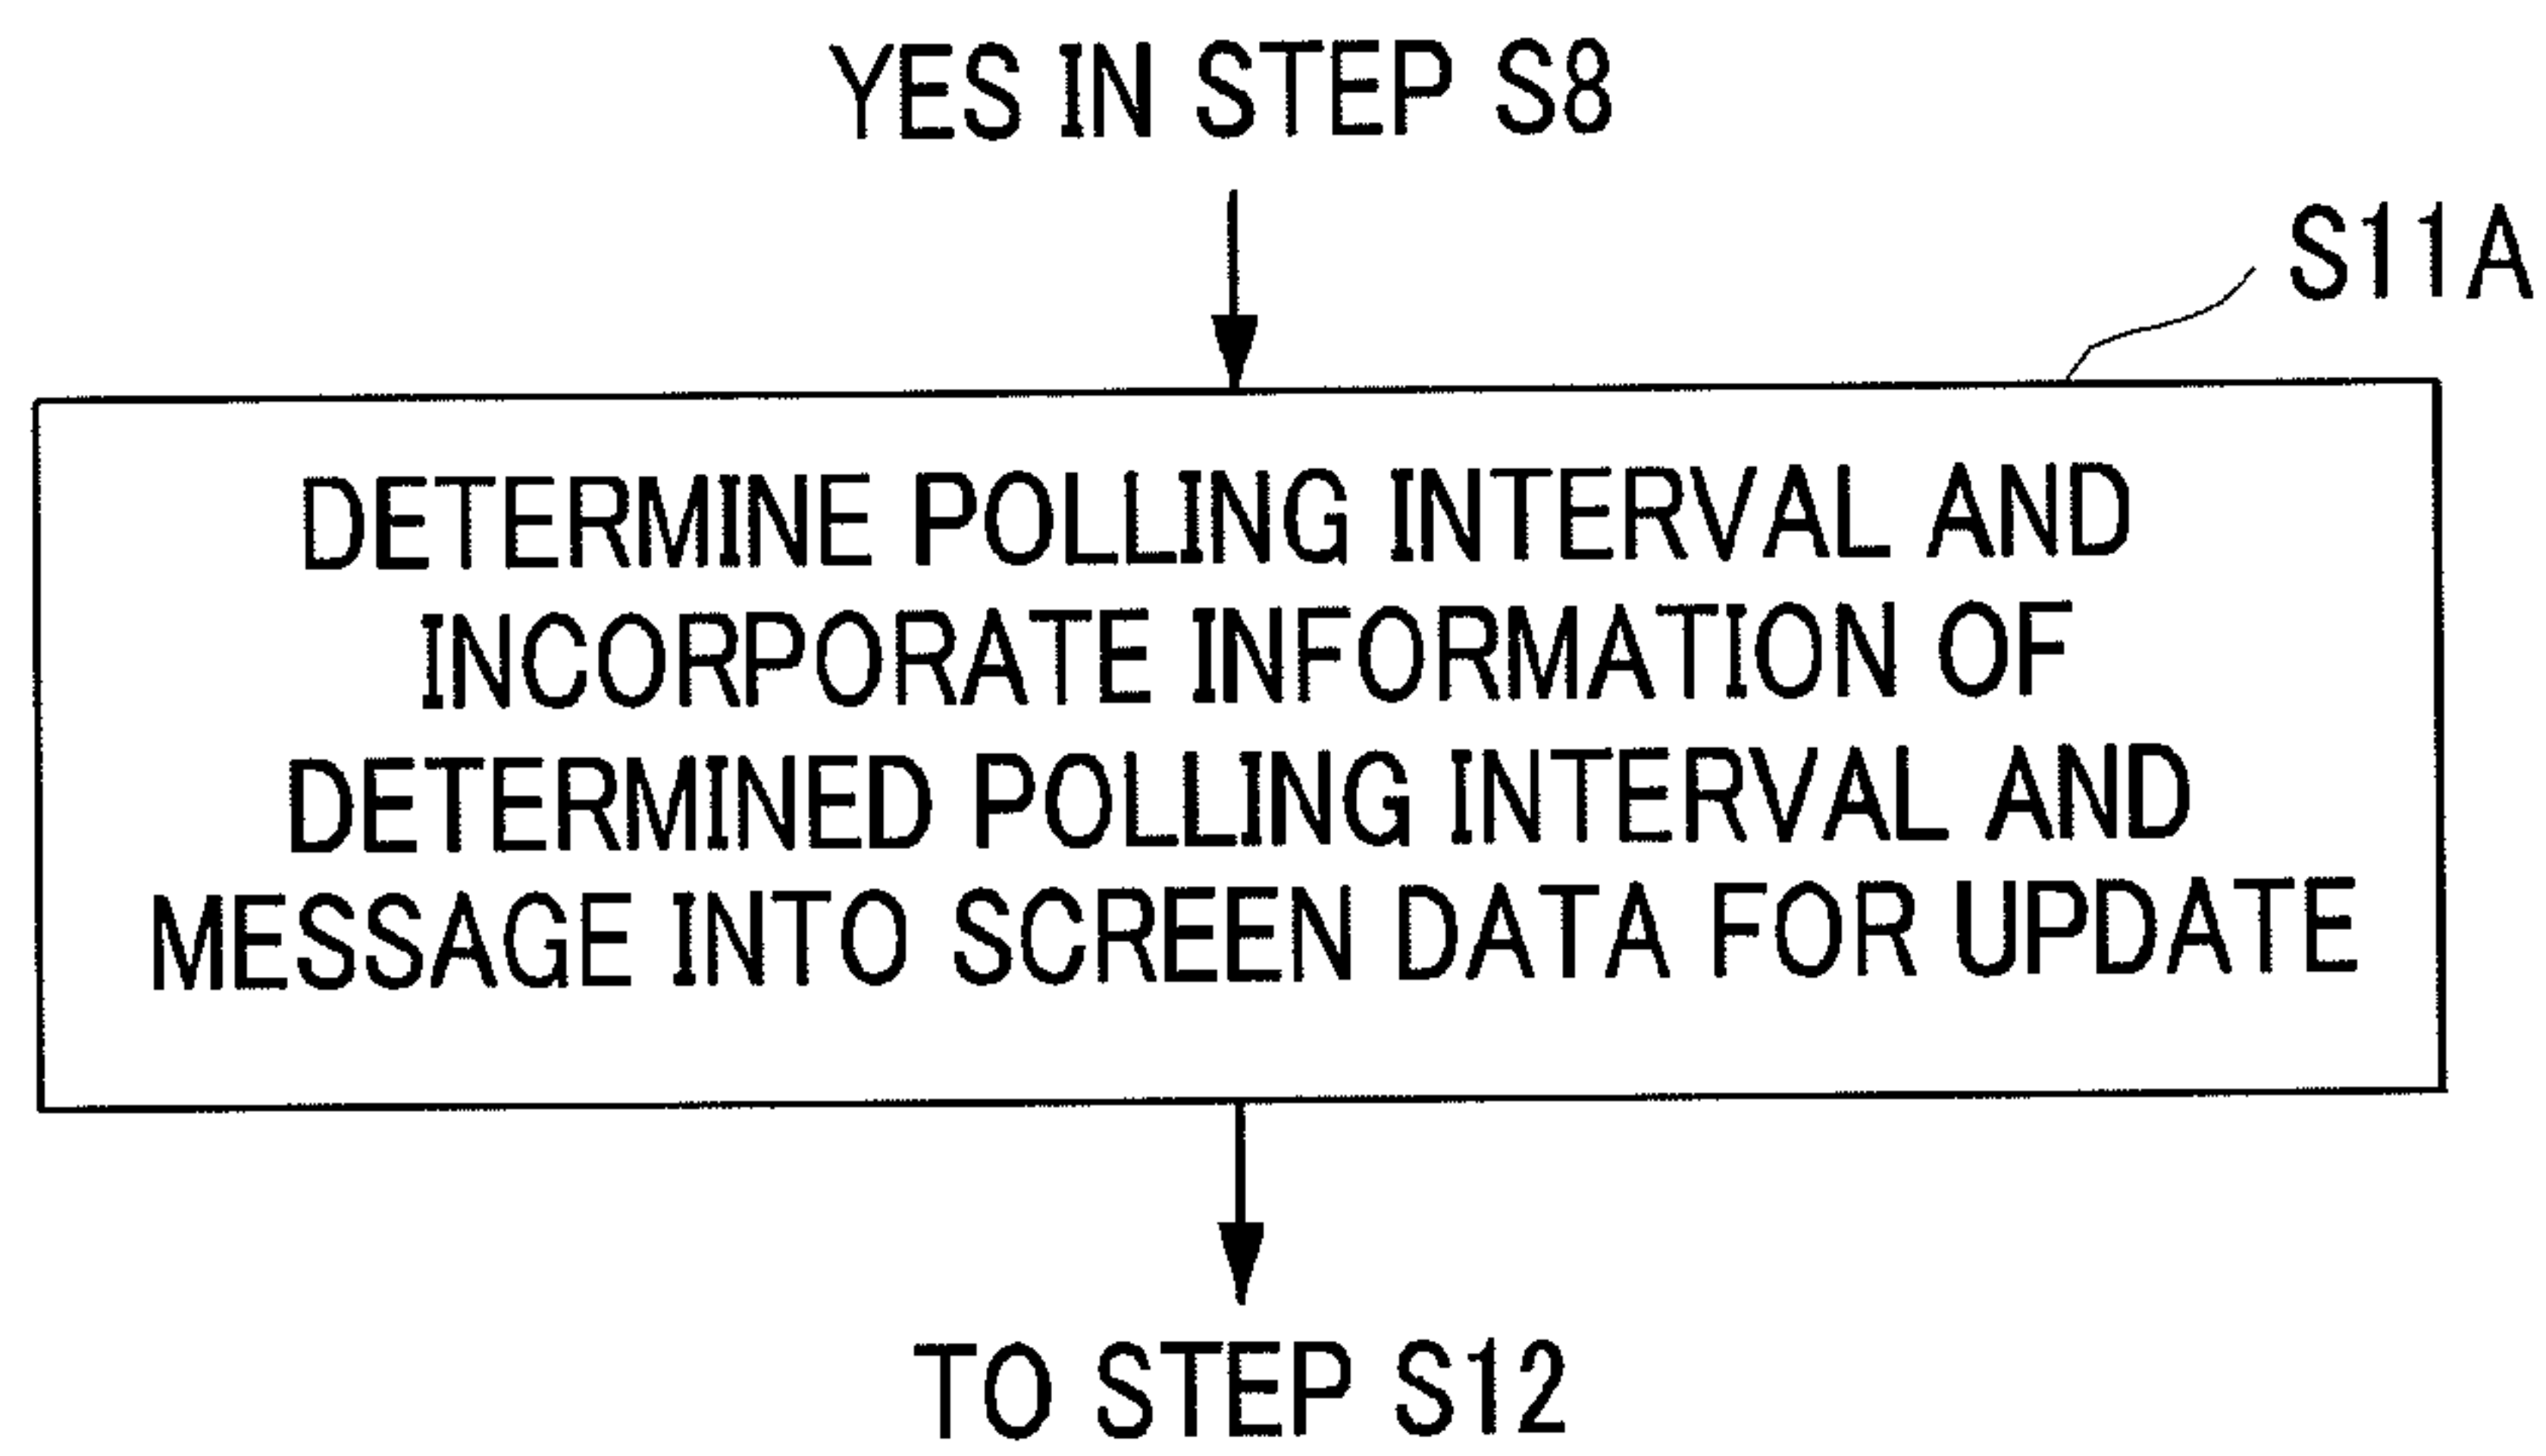 YES IN STEP S8
S11A
DETERMINE POLLING INTERVAL AND
INCORPORATE INFORMATION OF
DETERMINED POLLING INTERVAL AND
MESSAGE INTO SCREEN DATA FOR UPDATE
TO STEP S12